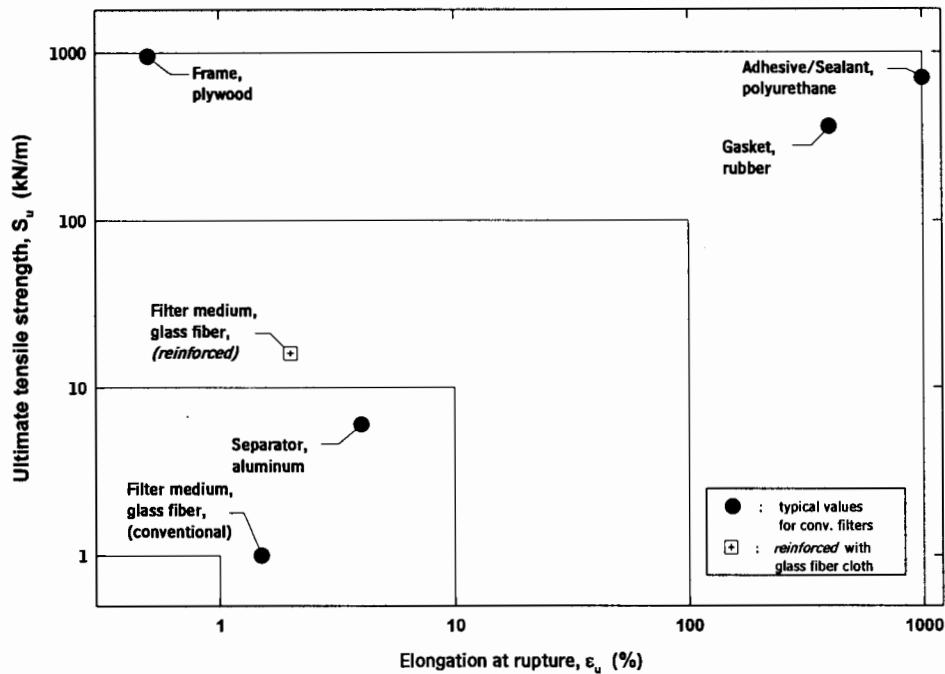 Ultimate tensile strength, Su (kN/m)
1000
100
10
1
Frame,
plywood
Adhesive/Sealant,
polyurethane
Gasket,
rubber
Filter medium,
glass fiber,
(reinforced)
Separator,
aluminum
Filter medium,
glass fiber,
(conventional)
● : typical values
for conv. filters
⊞ : reinforced with
glass fiber cloth
1 10 100 1000
Elongation at rupture, εu (%)